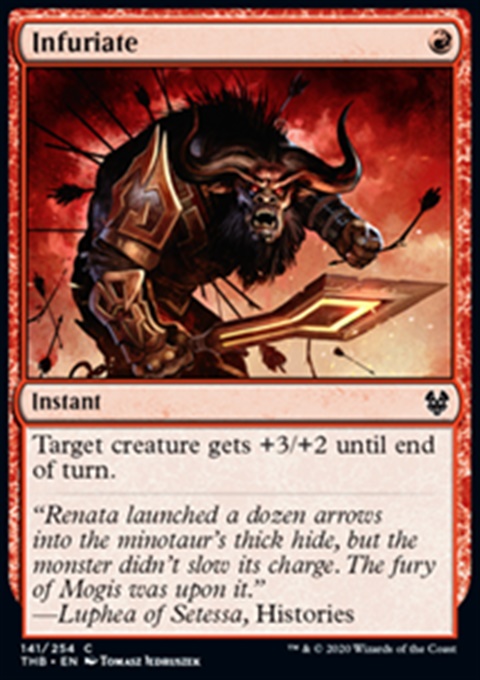 Infuriate
Instant
Target creature gets +3/+2 until end
of turn.
“Renata launched a dozen arrows
into the minotaur’s thick hide, but the
monster didn’t slow its charge. The fury
of Mogis was upon it.”
—Luphea of Setessa, Histories
141/254 C
THB • EN Tomasz Jedruszek
™ & © 2020 Wizards of the Coast